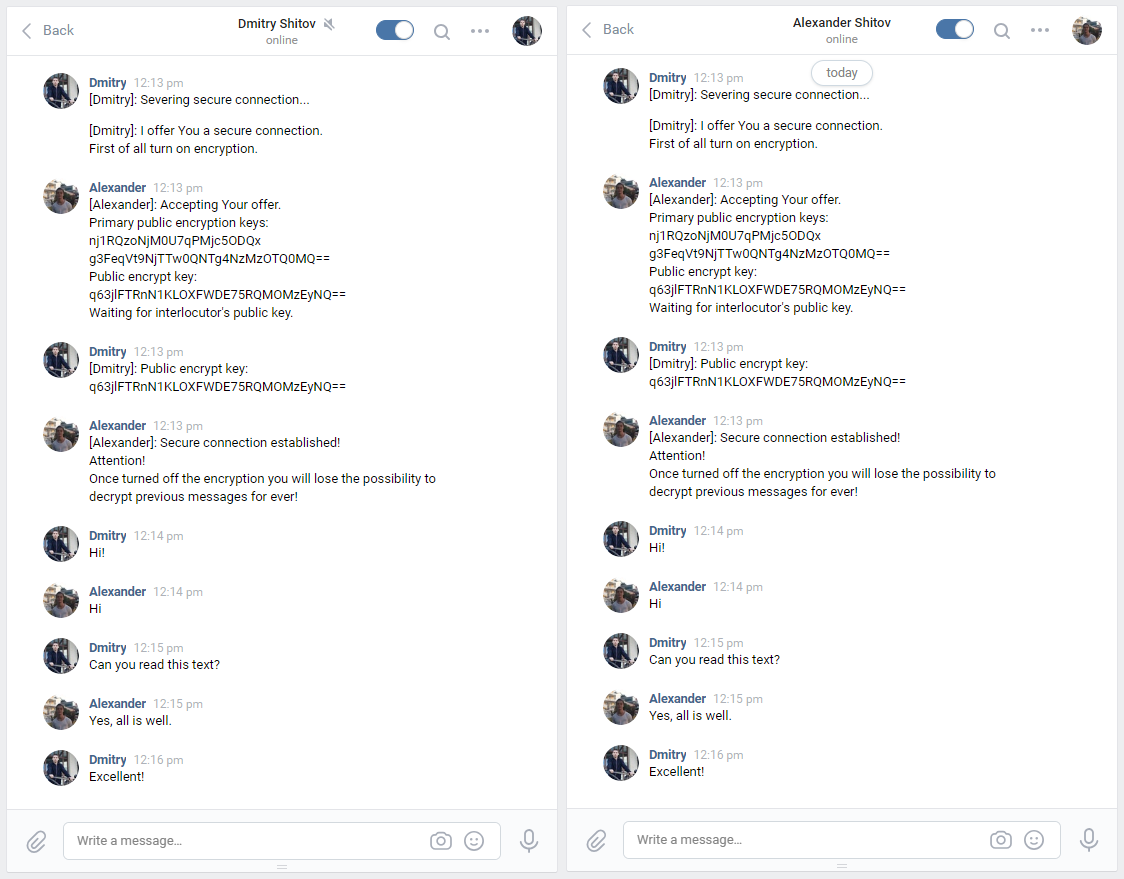 Back
Dmitry Shitov
online
Dmitry 12:13 pm
[Dmitry]: Severing secure connection...
[Dmitry]: I offer You a secure connection.
First of all turn on encryption.
Alexander 12:13 pm
[Alexander]: Accepting Your offer.
Primary public encryption keys:
nj1RQzoNjM0U7qPMjc5ODQx
g3FeqVt9NjTTw0QNTg4NzMzOTQ0MQ==
Public encrypt key:
q63jlFTRnN1KLOXFWDE75RQMOMzEyNQ==
Waiting for interlocutor's public key.
Dmitry 12:13 pm
[Dmitry]: Public encrypt key:
q63jlFTRnN1KLOXFWDE75RQMOMzEyNQ==
Alexander 12:13 pm
[Alexander]: Secure connection established!
Attention!
Once turned off the encryption you will lose the possibility to
decrypt previous messages for ever!
Dmitry 12:14 pm
Hi!
Alexander 12:14 pm
Hi
Dmitry 12:15 pm
Can you read this text?
Alexander 12:15 pm
Yes, all is well.
Dmitry 12:16 pm
Excellent!
Write a message...
Back
Alexander Shitov
online
today
Dmitry 12:13 pm
[Dmitry]: Severing secure connection...
[Dmitry]: I offer You a secure connection.
First of all turn on encryption.
Alexander 12:13 pm
[Alexander]: Accepting Your offer.
Primary public encryption keys:
nj1RQzoNjM0U7qPMjc5ODQx
g3FeqVt9NjTTw0QNTg4NzMzOTQ0MQ==
Public encrypt key:
q63jlFTRnN1KLOXFWDE75RQMOMzEyNQ==
Waiting for interlocutor's public key.
Dmitry 12:13 pm
[Dmitry]: Public encrypt key:
q63jlFTRnN1KLOXFWDE75RQMOMzEyNQ==
Alexander 12:13 pm
[Alexander]: Secure connection established!
Attention!
Once turned off the encryption you will lose the possibility to
decrypt previous messages for ever!
Dmitry 12:14 pm
Hi!
Alexander 12:14 pm
Hi
Dmitry 12:15 pm
Can you read this text?
Alexander 12:15 pm
Yes, all is well.
Dmitry 12:16 pm
Excellent!
Write a message...